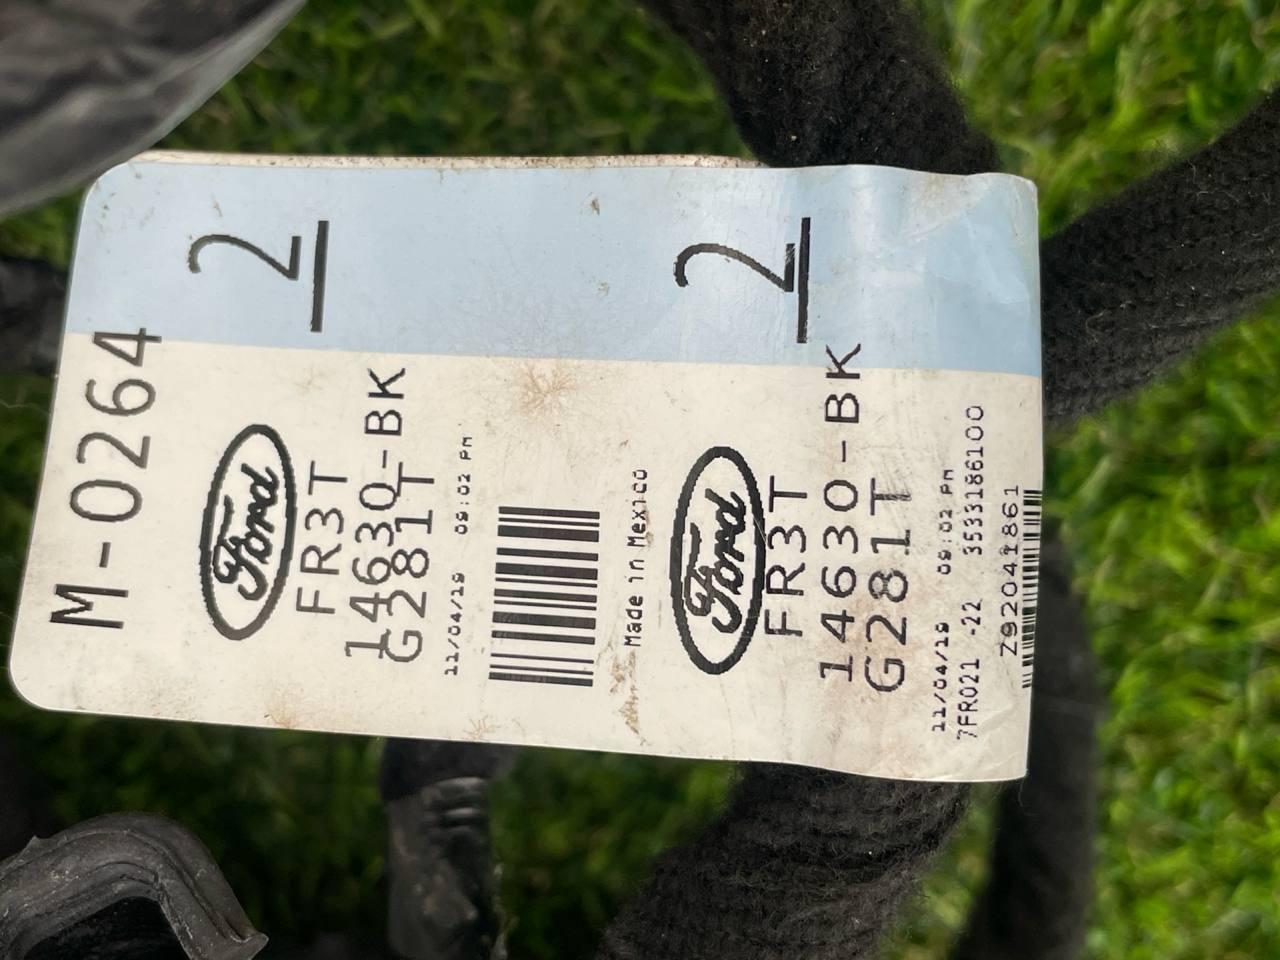 M-0264
2
Ford
FR3T
14630-BK
G281T
11/04/19 09:02 PM
Made in Mexico
2
Ford
FR3T
14630-BK
G281T
11/04/19 09:02 PM
7FR021 -22 3533186100
Z92041861